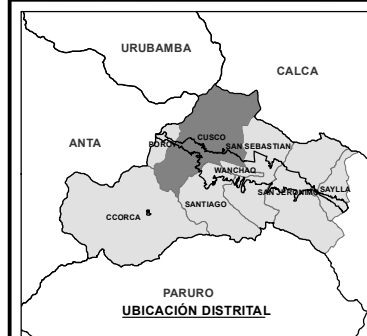 URUBAMBA
CALCA
ANTA
CUSCO
POROY
SAN SEBASTIAN
WANCHAQ
SAN JERONIMO
SAYLLA
SANTIAGO
CCORCA
PARURO
UBICACIÓN DISTRITAL